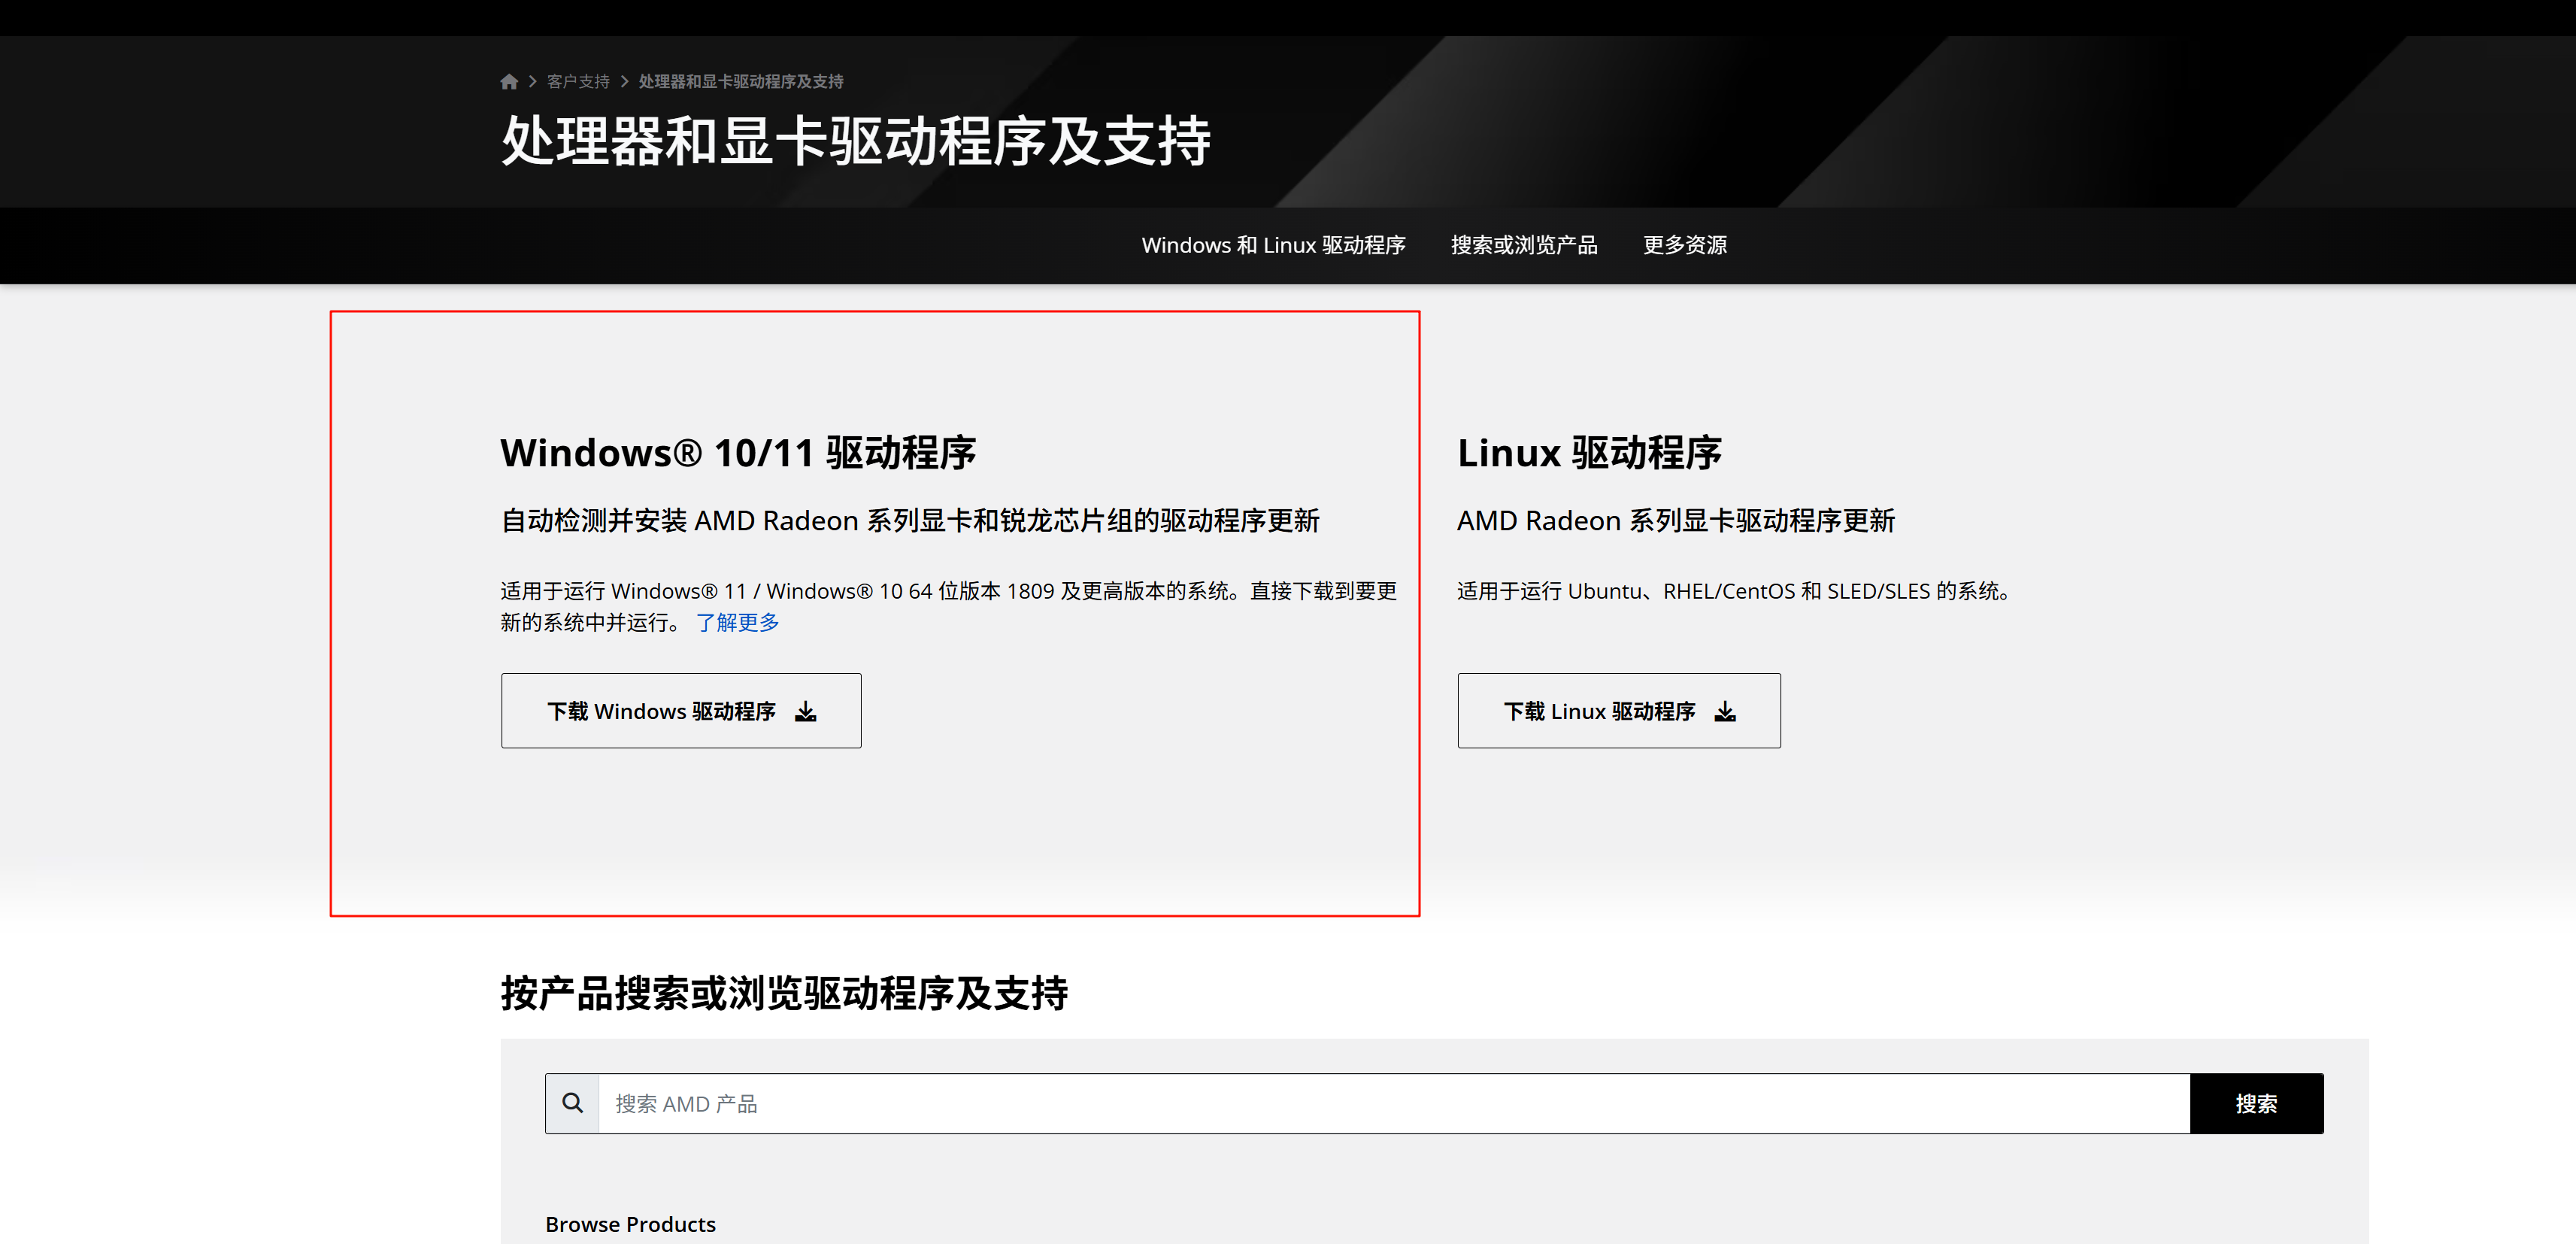 客户支持 处理器和显卡驱动程序及支持
处理器和显卡驱动程序及支持
Windows 和 Linux 驱动程序 搜索或浏览产品 更多资源
Windows® 10/11 驱动程序
自动检测并安装 AMD Radeon 系列显卡和锐龙芯片组的驱动程序更新
适用于运行 Windows® 11 / Windows® 10 64 位版本 1809 及更高版本的系统。直接下载到要更
新的系统中并运行。 了解更多
下载 Windows 驱动程序
Linux 驱动程序
AMD Radeon 系列显卡驱动程序更新
适用于运行 Ubuntu、RHEL/CentOS 和 SLED/SLES 的系统。
下载 Linux 驱动程序
按产品搜索或浏览驱动程序及支持
搜索 AMD 产品
搜索
Browse Products